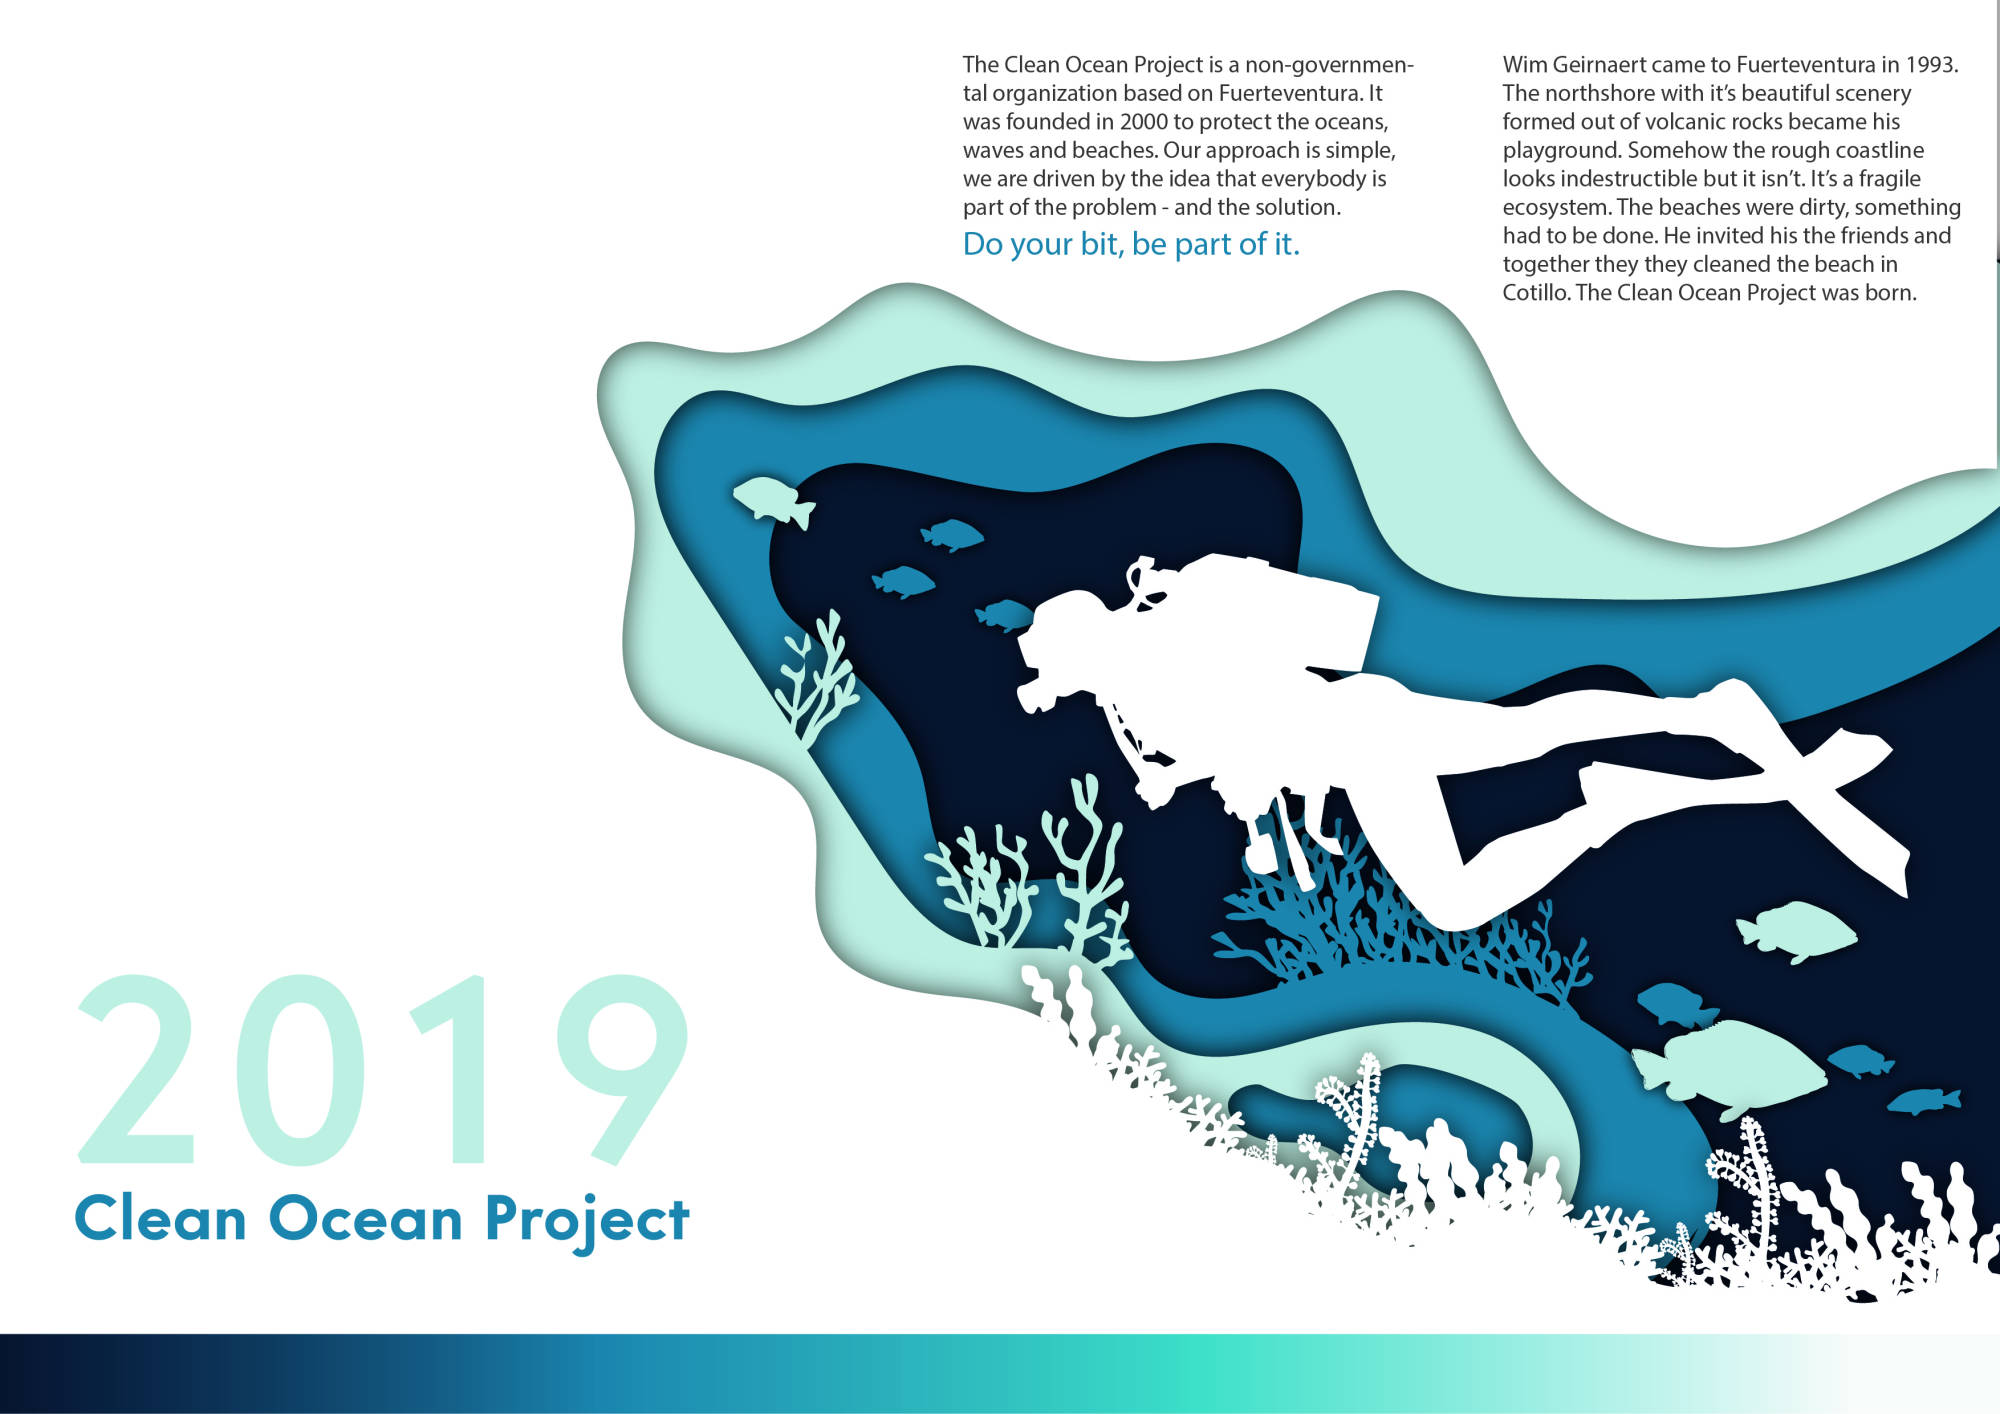 The Clean Ocean Project is a non-governmen-
tal organization based on Fuerteventura. It
was founded in 2000 to protect the oceans,
waves and beaches. Our approach is simple,
we are driven by the idea that everybody is
part of the problem - and the solution.
Do your bit, be part of it.
Wim Geirnaert came to Fuerteventura in 1993.
The northshore with it’s beautiful scenery
formed out of volcanic rocks became his
playground. Somehow the rough coastline
looks indestructible but it isn’t. It’s a fragile
ecosystem. The beaches were dirty, something
had to be done. He invited his the friends and
together they they cleaned the beach in
Cotillo. The Clean Ocean Project was born.
2019
Clean Ocean Project